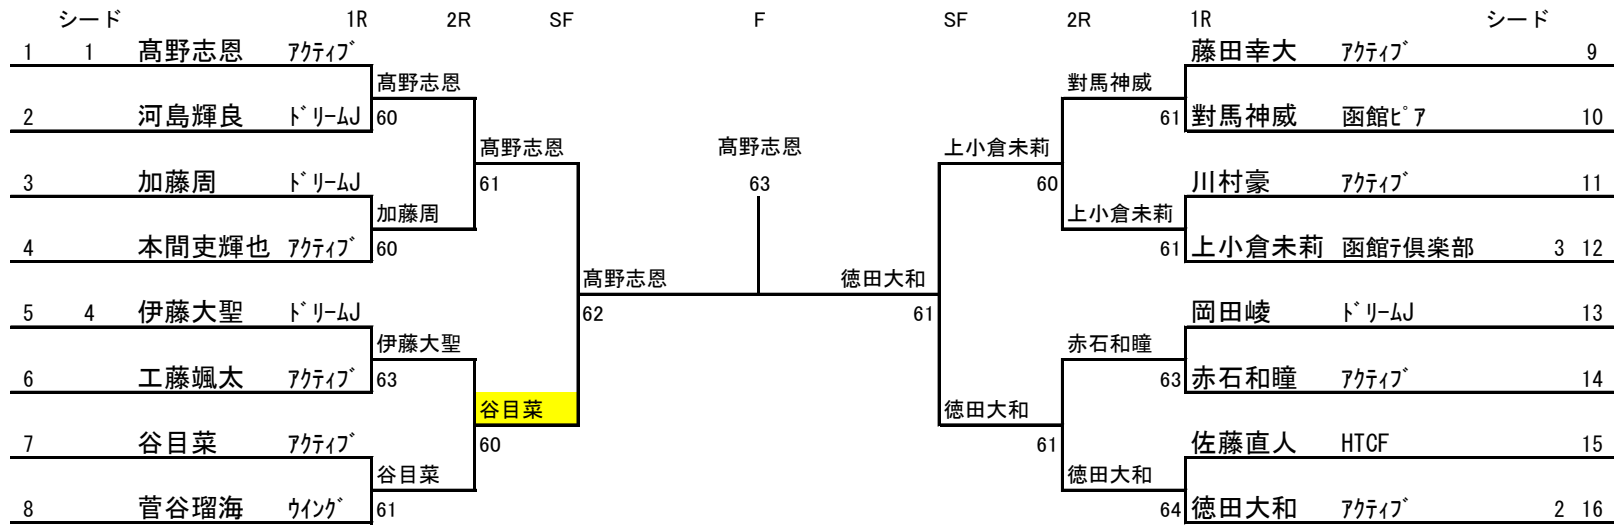 シード 1R 2R SF F SF 2R 1R シード
1 1 髙野志恩 ｱｸﾃｨﾌﾞ 藤田幸大 ｱｸﾃｨﾌﾞ 9
髙野志恩 對馬神威
2 河島輝良 ﾄﾞﾘｰﾑJ 60 61 對馬神威 函館ﾋﾟｱ 10
髙野志恩 髙野志恩 上小倉未莉
3 加藤周 ﾄﾞﾘｰﾑJ 61 63 60 川村豪 ｱｸﾃｨﾌﾞ 11
加藤周 上小倉未莉
4 本間吏輝也 ｱｸﾃｨﾌﾞ 60 61 上小倉未莉 函館ﾃ倶楽部 3 12
髙野志恩 徳田大和
5 4 伊藤大聖 ﾄﾞﾘｰﾑJ 62 61 岡田崚 ﾄﾞﾘｰﾑJ 13
伊藤大聖 赤石和瞳
6 工藤颯太 ｱｸﾃｨﾌﾞ 63 63 赤石和瞳 ｱｸﾃｨﾌﾞ 14
谷目菜 徳田大和
7 谷目菜 ｱｸﾃｨﾌﾞ 60 61 佐藤直人 HTCF 15
谷目菜 徳田大和
8 菅谷瑠海 ｳｲﾝｸﾞ 61 64 徳田大和 ｱｸﾃｨﾌﾞ 2 16